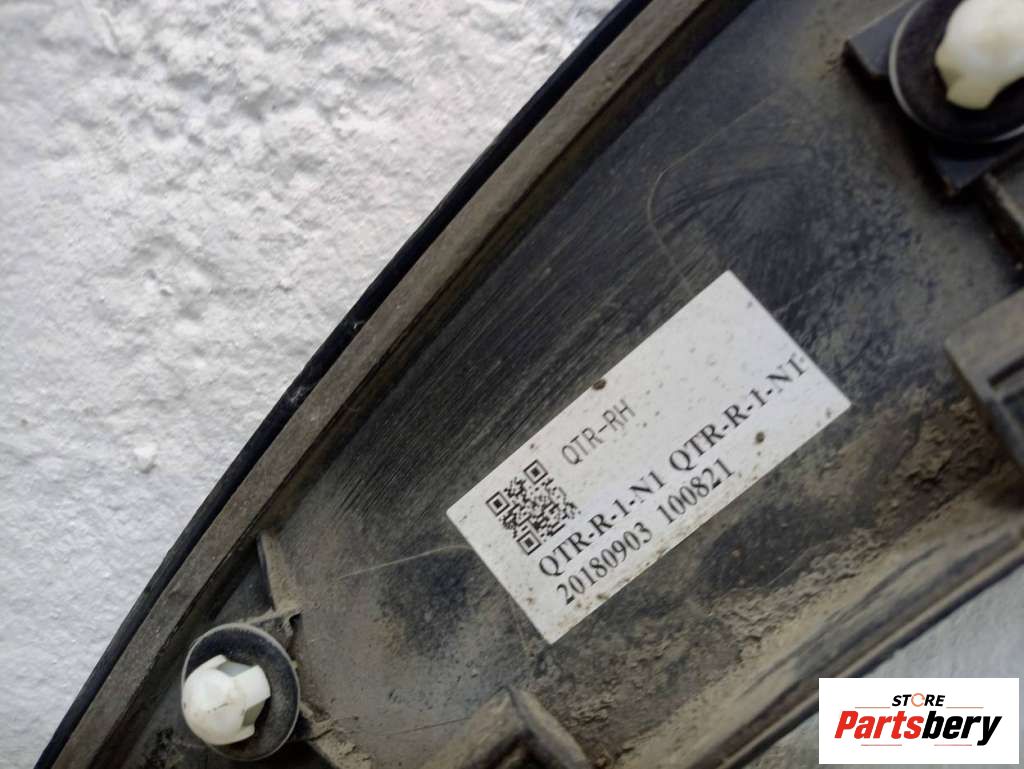 QTR-RH
QTR-R-1-N1 QTR-R-1-N1
20180903 100821
STORE
Partsbery